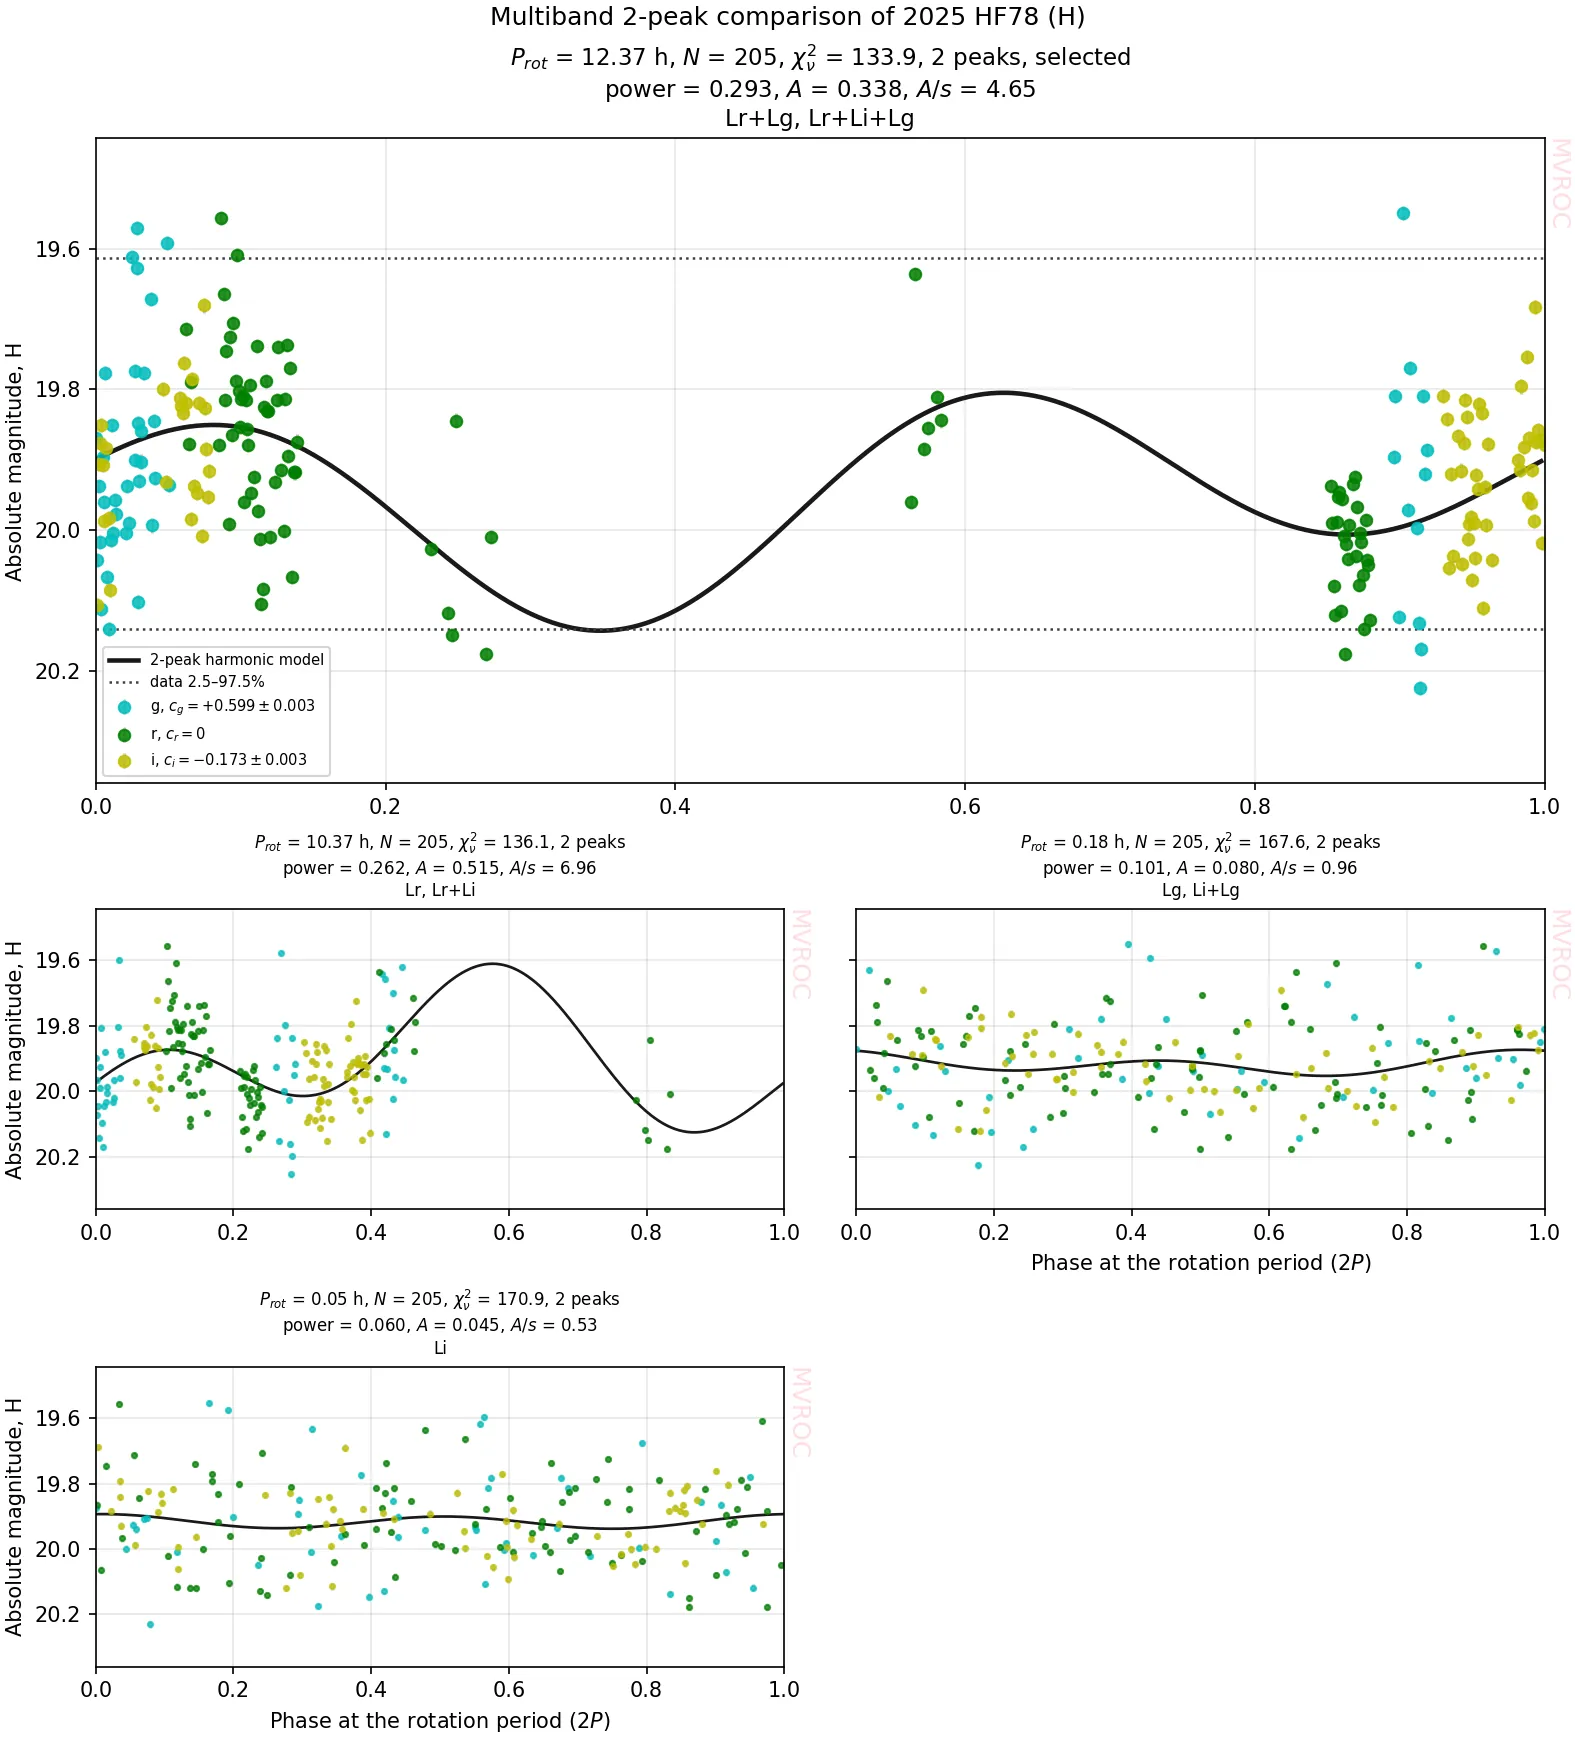 Multiband 2-peak comparison of 2025 HF78 (H)
P_rot = 12.37 h, N = 205, χ²_ν = 133.9, 2 peaks, selected
power = 0.293, A = 0.338, A/s = 4.65
Lr+Lg, Lr+Li+Lg
MVROC
Absolute magnitude, H
19.6
19.8
20.0
20.2
2-peak harmonic model
data 2.5–97.5%
g, c_g = +0.599 ± 0.003
r, c_r = 0
i, c_i = −0.173 ± 0.003
0.0 0.2 0.4 0.6 0.8 1.0
P_rot = 10.37 h, N = 205, χ²_ν = 136.1, 2 peaks
power = 0.262, A = 0.515, A/s = 6.96
Lr, Lr+Li
MVROC
Absolute magnitude, H
19.6
19.8
20.0
20.2
0.0 0.2 0.4 0.6 0.8 1.0
P_rot = 0.18 h, N = 205, χ²_ν = 167.6, 2 peaks
power = 0.101, A = 0.080, A/s = 0.96
Lg, Li+Lg
MVROC
0.0 0.2 0.4 0.6 0.8 1.0
Phase at the rotation period (2P)
P_rot = 0.05 h, N = 205, χ²_ν = 170.9, 2 peaks
power = 0.060, A = 0.045, A/s = 0.53
Li
MVROC
Absolute magnitude, H
19.6
19.8
20.0
20.2
0.0 0.2 0.4 0.6 0.8 1.0
Phase at the rotation period (2P)